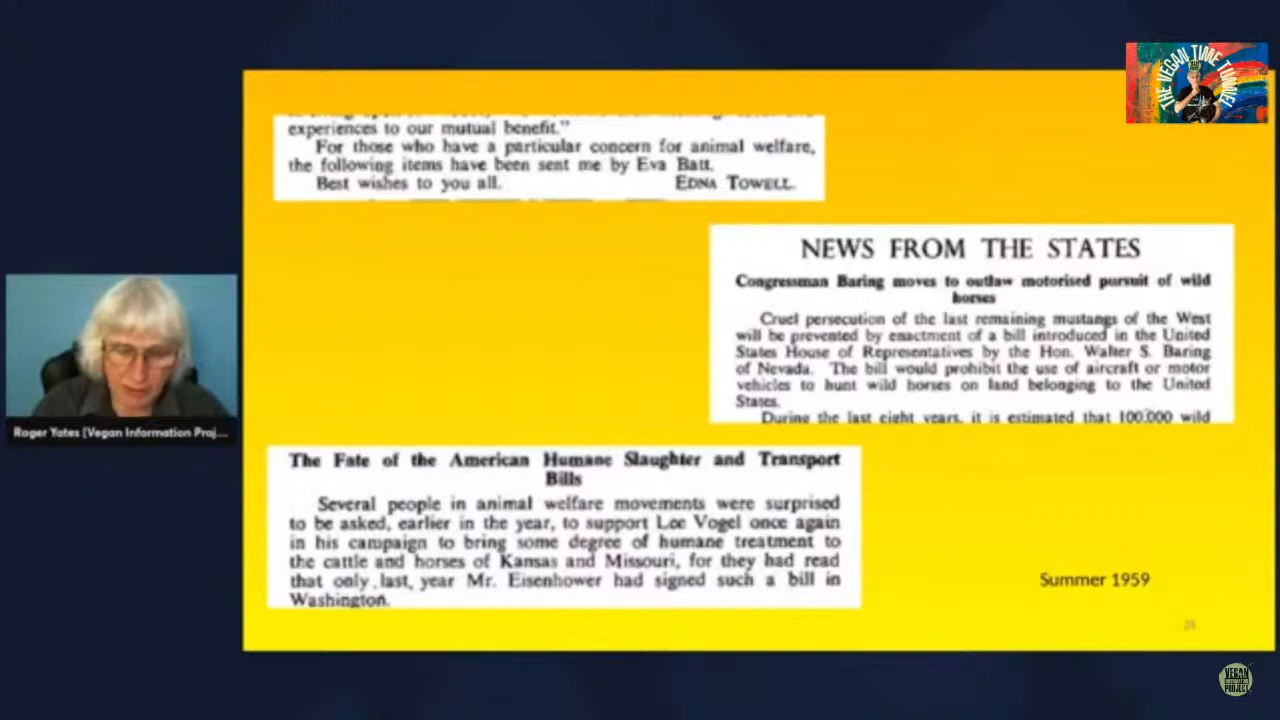 THE VEGAN TIME TUNNEL
experiences to our mutual benefit."
For those who have a particular concern for animal welfare,
the following items have been sent me by Eva Batt.
Best wishes to you all. EDNA TOWELL.
NEWS FROM THE STATES
Congressman Baring moves to outlaw motorised pursuit of wild
horses
Cruel persecution of the last remaining mustangs of the West
will be prevented by enactment of a bill introduced in the United
States House of Representatives by the Hon. Walter S. Baring
of Nevada. The bill would prohibit the use of aircraft or motor
vehicles to hunt wild horses on land belonging to the United
States.
During the last eight years, it is estimated that 100,000 wild
Roger Yates [Vegan Information Proj...
The Fate of the American Humane Slaughter and Transport
Bills
Several people in animal welfare movements were surprised
to be asked, earlier in the year, to support Lee Vogel once again
in his campaign to bring some degree of humane treatment to
the cattle and horses of Kansas and Missouri, for they had read
that only last year Mr. Eisenhower had signed such a bill in
Washington.
Summer 1959
VEGAN
INFORMATION
PROJECT